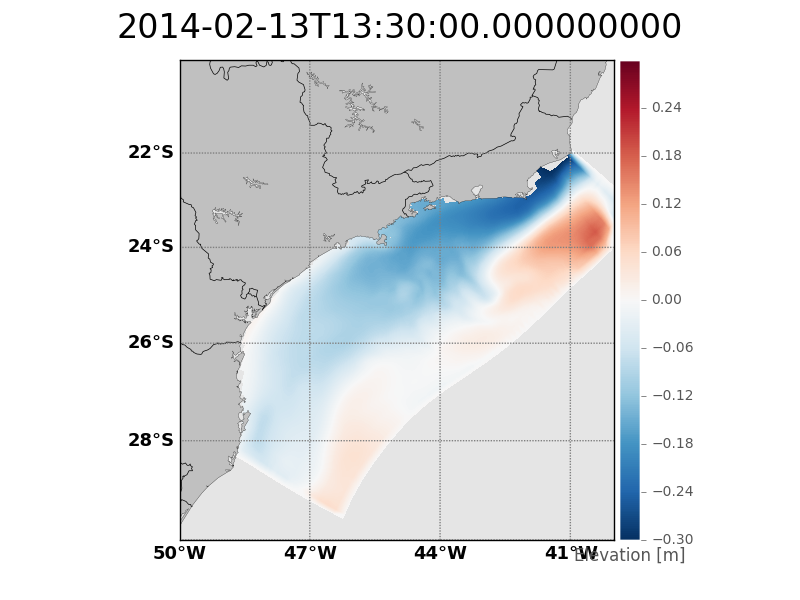 2014-02-13T13:30:00.000000000
22°S
24°S
26°S
28°S
50°W
47°W
44°W
41°W
0.24
0.18
0.12
0.06
0.00
−0.06
−0.12
−0.18
−0.24
−0.30
Elevation [m]